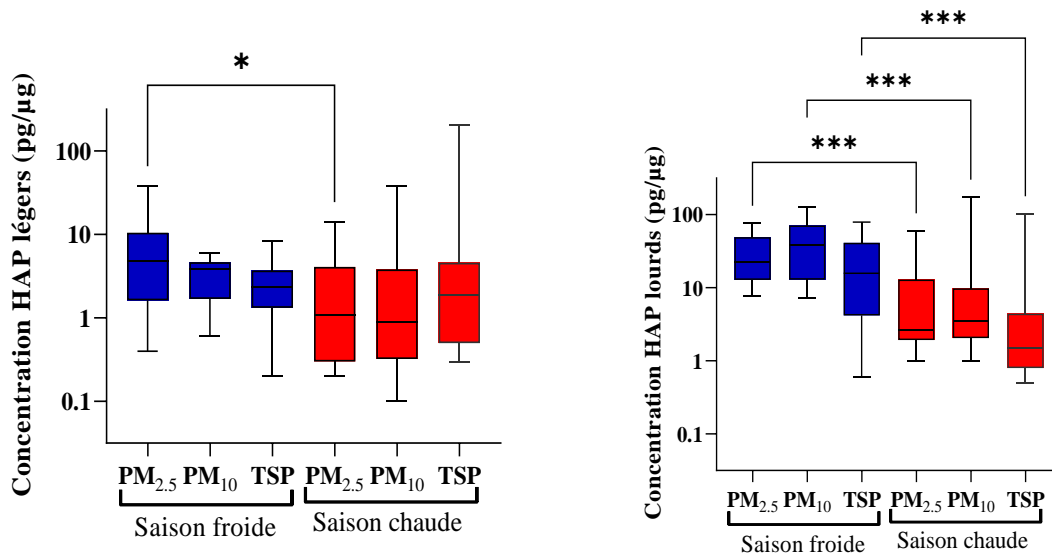 Concentration HAP légers (pg/µg)
100
10
1
0.1
*
PM2.5 PM10 TSP PM2.5 PM10 TSP
Saison froide Saison chaude
Concentration HAP lourds (pg/µg)
100
10
1
0.1
***
***
***
PM2.5 PM10 TSP PM2.5 PM10 TSP
Saison froide Saison chaude